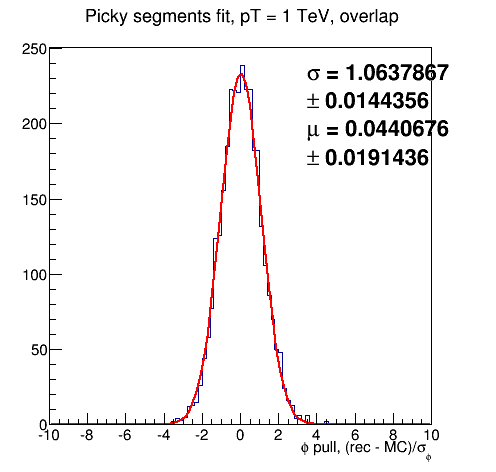 Picky segments fit, pT = 1 TeV, overlap
250
σ = 1.0637867
± 0.0144356
200
μ = 0.0440676
± 0.0191436
150
100
50
0
-10 -8 -6 -4 -2 0 2 4 6 8 10
ϕ pull, (rec - MC)/σϕ